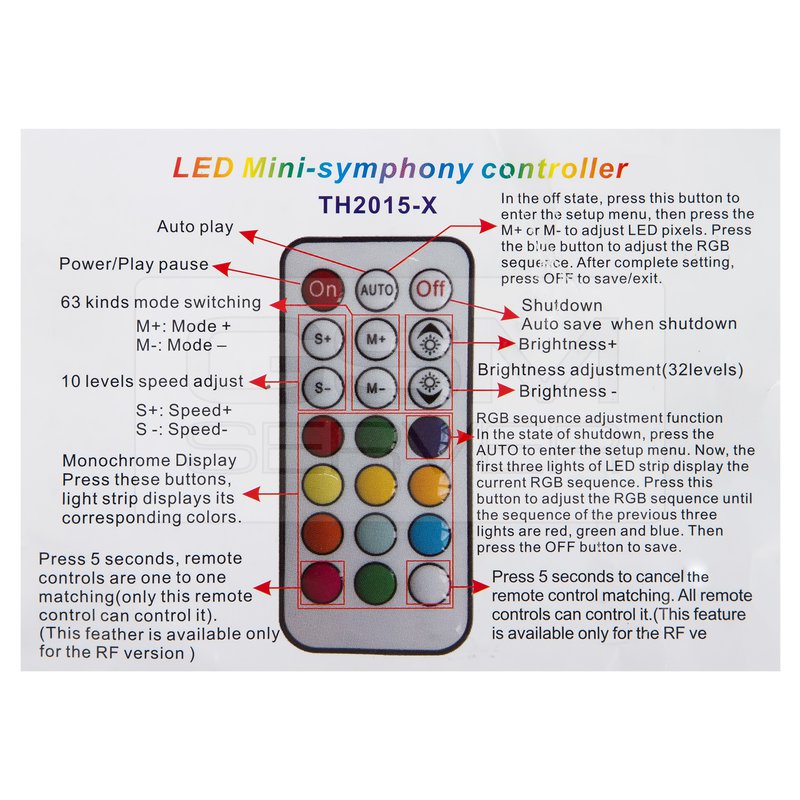 LED Mini-symphony controller
TH2015-X
Auto play
Power/Play pause
63 kinds mode switching
M+: Mode +
M-: Mode –
10 levels speed adjust
S+: Speed+
S -: Speed-
Monochrome Display
Press these buttons,
light strip displays its
corresponding colors.
Press 5 seconds, remote
controls are one to one
matching(only this remote
control can control it).
(This feather is available only
for the RF version )
On AUTO Off
S+ M+
S- M-
In the off state, press this button to
enter the setup menu, then press the
M+ or M- to adjust LED pixels. Press
the blue button to adjust the RGB
sequence. After complete setting,
press OFF to save/exit.
Shutdown
Auto save when shutdown
Brightness+
Brightness adjustment(32levels)
Brightness -
RGB sequence adjustment function
In the state of shutdown, press the
AUTO to enter the setup menu. Now, the
first three lights of LED strip display the
current RGB sequence. Press this
button to adjust the RGB sequence until
the sequence of the previous three
lights are red, green and blue. Then
press the OFF button to save.
Press 5 seconds to cancel the
remote control matching. All remote
controls can control it.(This feature
is available only for the RF ve